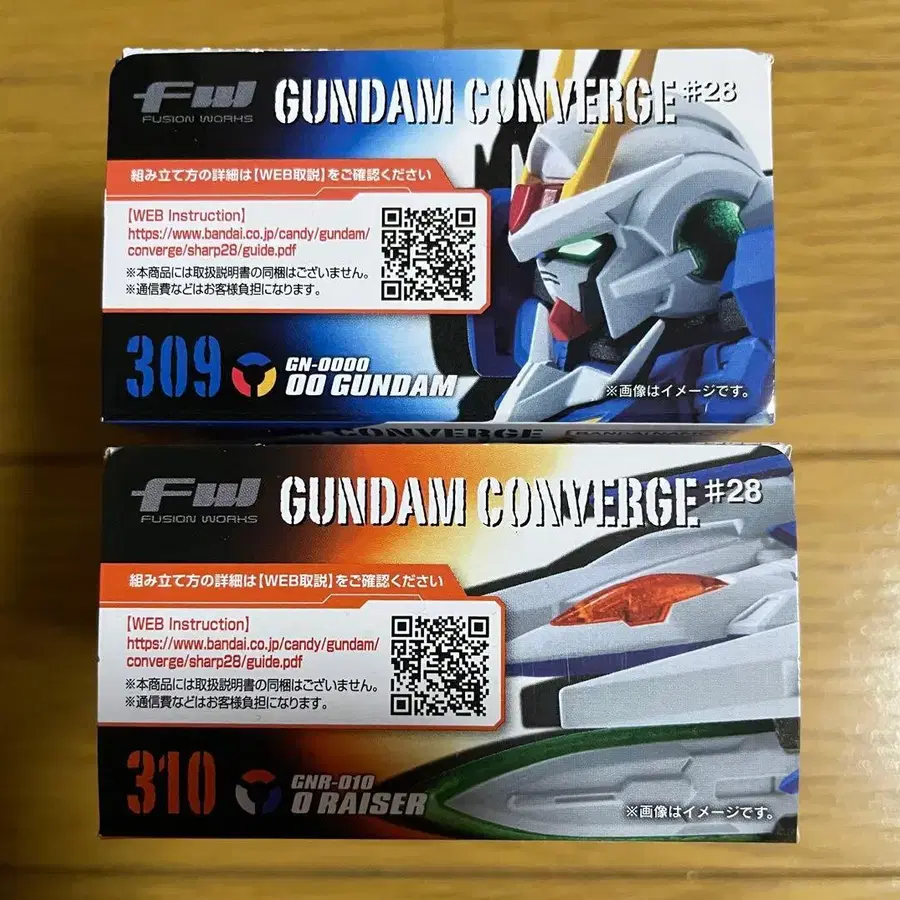 FW
FUSION WORKS
GUNDAM CONVERGE #28
組み立て方の詳細は【WEB取説】をご確認ください
【WEB Instruction】
https://www.bandai.co.jp/candy/gundam/
converge/sharp28/guide.pdf
※本商品には取扱説明書の同梱はございません。
※通信費などはお客様負担になります。
309
GN-0000
00 GUNDAM
※画像はイメージです。
CONVERGE
FW
FUSION WORKS
GUNDAM CONVERGE #28
組み立て方の詳細は【WEB取説】をご確認ください
【WEB Instruction】
https://www.bandai.co.jp/candy/gundam/
converge/sharp28/guide.pdf
※本商品には取扱説明書の同梱はございません。
※通信費などはお客様負担になります。
310
GNR-010
0 RAISER
※画像はイメージです。